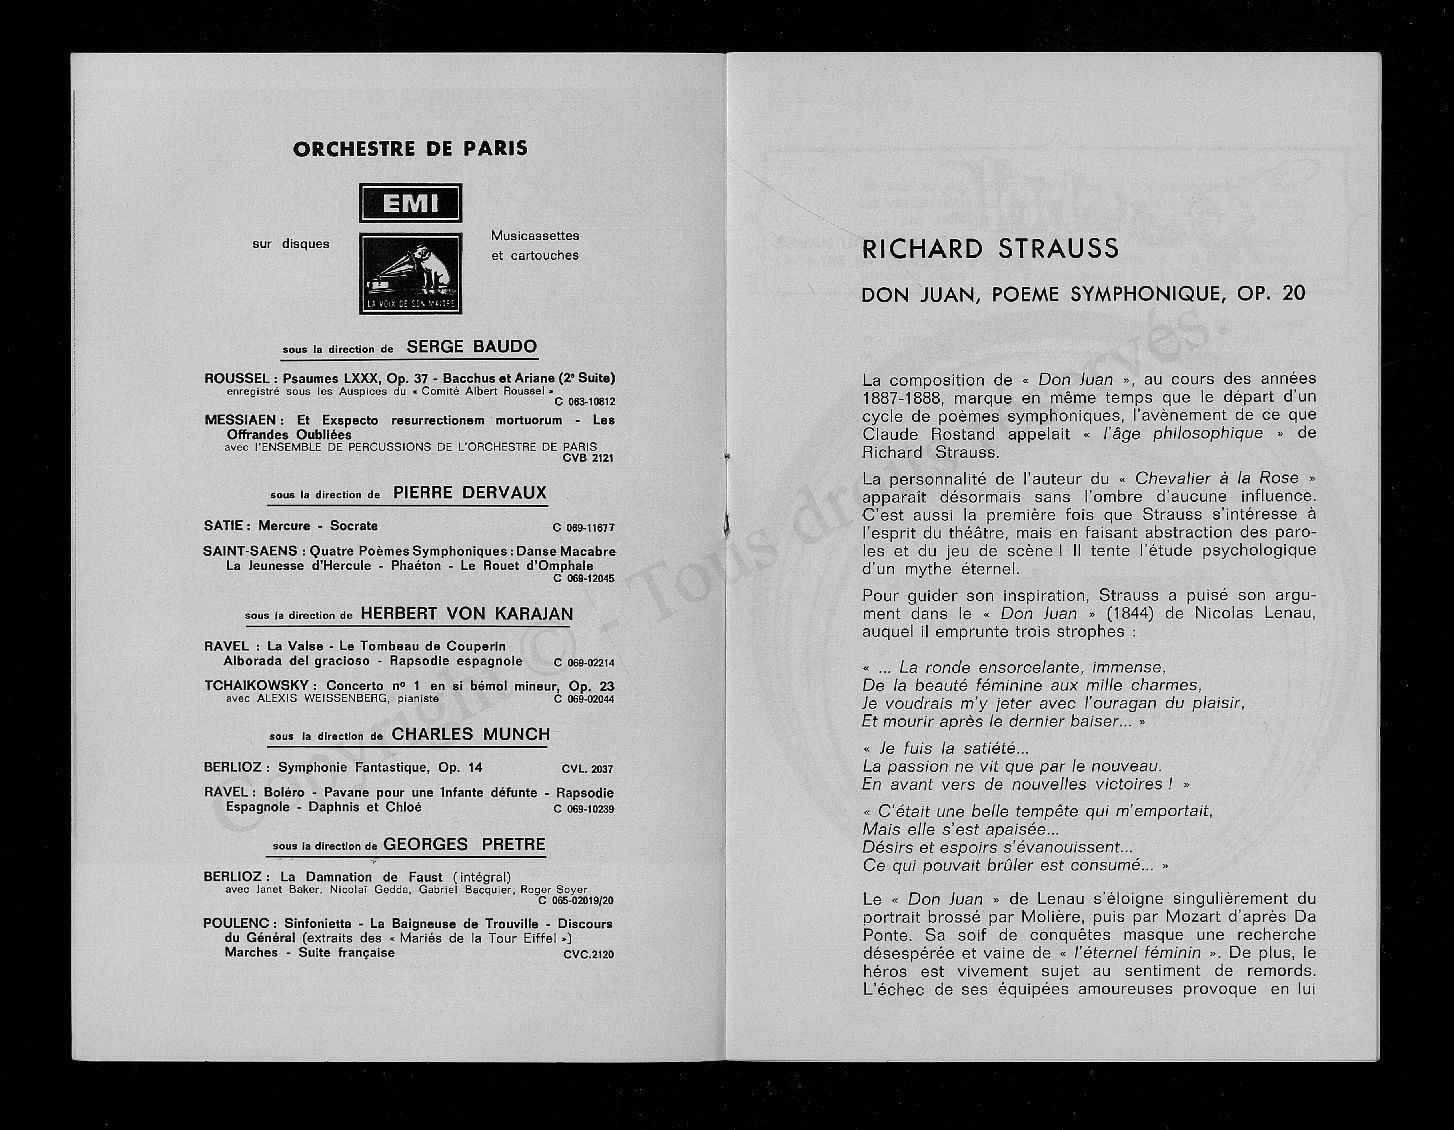 ORCHESTRE DE PARIS
EMI
sur disques
Musicassettes
et cartouches
LA VOIX DE SON MAITRE
sous la direction de SERGE BAUDO
ROUSSEL : Psaumes LXXX, Op. 37 - Bacchus et Ariane (2e Suite)
enregistré sous les Auspices du « Comité Albert Roussel »
C 063-10812
MESSIAEN : Et Exspecto resurrectionem mortuorum - Les
Offrandes Oubliées
avec l'ENSEMBLE DE PERCUSSIONS DE L'ORCHESTRE DE PARIS
CVB 2121
sous la direction de PIERRE DERVAUX
SATIE : Mercure - Socrate C 069-11677
SAINT-SAENS : Quatre Poèmes Symphoniques : Danse Macabre
La Jeunesse d'Hercule - Phaéton - Le Rouet d'Omphale
C 069-12045
sous la direction de HERBERT VON KARAJAN
RAVEL : La Valse - Le Tombeau de Couperin
Alborada del gracioso - Rapsodie espagnole C 069-02214
TCHAIKOWSKY : Concerto no 1 en si bémol mineur, Op. 23
avec ALEXIS WEISSENBERG, pianiste C 069-02044
sous la direction de CHARLES MUNCH
BERLIOZ : Symphonie Fantastique, Op. 14 CVL. 2037
RAVEL : Boléro - Pavane pour une Infante défunte - Rapsodie
Espagnole - Daphnis et Chloé C 069-10239
sous la direction de GEORGES PRETRE
BERLIOZ : La Damnation de Faust (intégral)
avec Janet Baker, Nicolaï Gedda, Gabriel Bacquier, Roger Soyer
C 065-02019/20
POULENC : Sinfonietta - La Baigneuse de Trouville - Discours
du Général (extraits des « Mariés de la Tour Eiffel »)
Marches - Suite française CVC.2120
RICHARD STRAUSS
DON JUAN, POEME SYMPHONIQUE, OP. 20
La composition de « Don Juan », au cours des années
1887-1888, marque en même temps que le départ d'un
cycle de poèmes symphoniques, l'avènement de ce que
Claude Rostand appelait « l'âge philosophique » de
Richard Strauss.
La personnalité de l'auteur du « Chevalier à la Rose »
apparaît désormais sans l'ombre d'aucune influence.
C'est aussi la première fois que Strauss s'intéresse à
l'esprit du théâtre, mais en faisant abstraction des paro-
les et du jeu de scène ! Il tente l'étude psychologique
d'un mythe éternel.
Pour guider son inspiration, Strauss a puisé son argu-
ment dans le « Don Juan » (1844) de Nicolas Lenau,
auquel il emprunte trois strophes :
« ... La ronde ensorcelante, immense,
De la beauté féminine aux mille charmes,
Je voudrais m'y jeter avec l'ouragan du plaisir,
Et mourir après le dernier baiser... »
« Je fuis la satiété...
La passion ne vit que par le nouveau.
En avant vers de nouvelles victoires ! »
« C'était une belle tempête qui m'emportait,
Mais elle s'est apaisée...
Désirs et espoirs s'évanouissent...
Ce qui pouvait brûler est consumé... »
Le « Don Juan » de Lenau s'éloigne singulièrement du
portrait brossé par Molière, puis par Mozart d'après Da
Ponte. Sa soif de conquêtes masque une recherche
désespérée et vaine de « l'éternel féminin ». De plus, le
héros est vivement sujet au sentiment de remords.
L'échec de ses équipées amoureuses provoque en lui
Copyright © - Tous droits réservés.